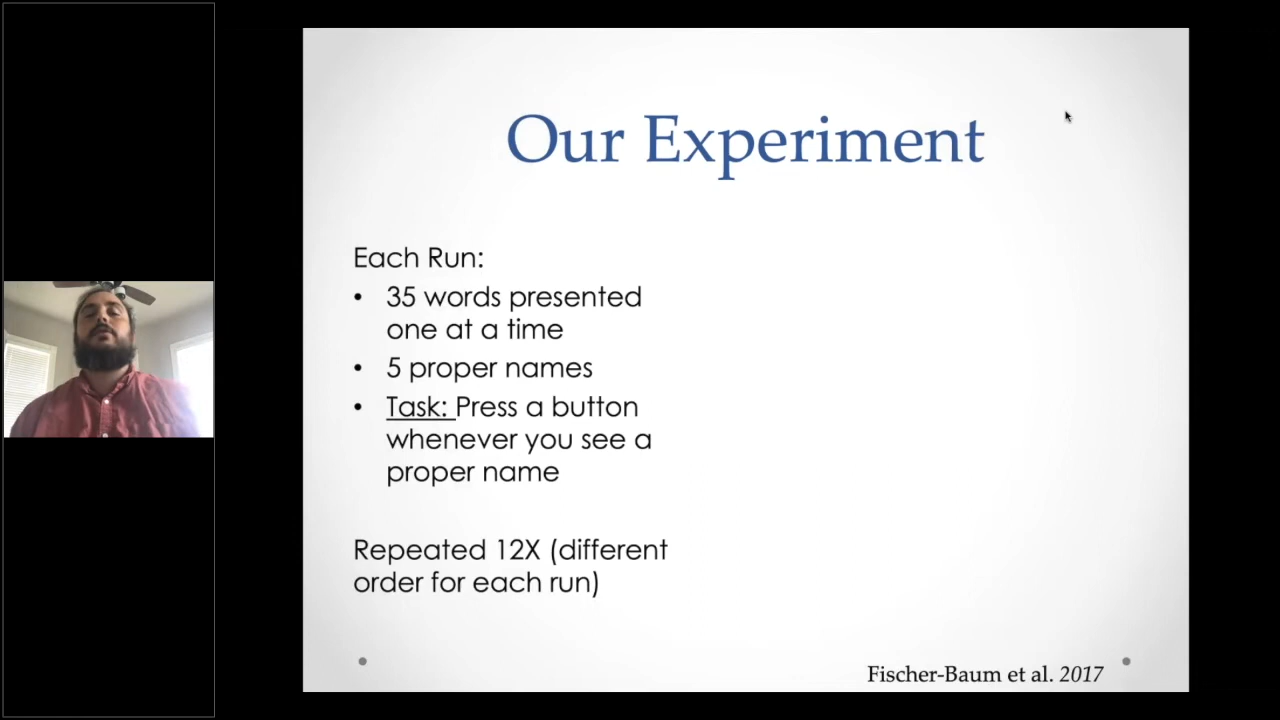 Our Experiment
Each Run:
• 35 words presented
one at a time
• 5 proper names
• Task: Press a button
whenever you see a
proper name
Repeated 12X (different
order for each run)
Fischer-Baum et al. 2017